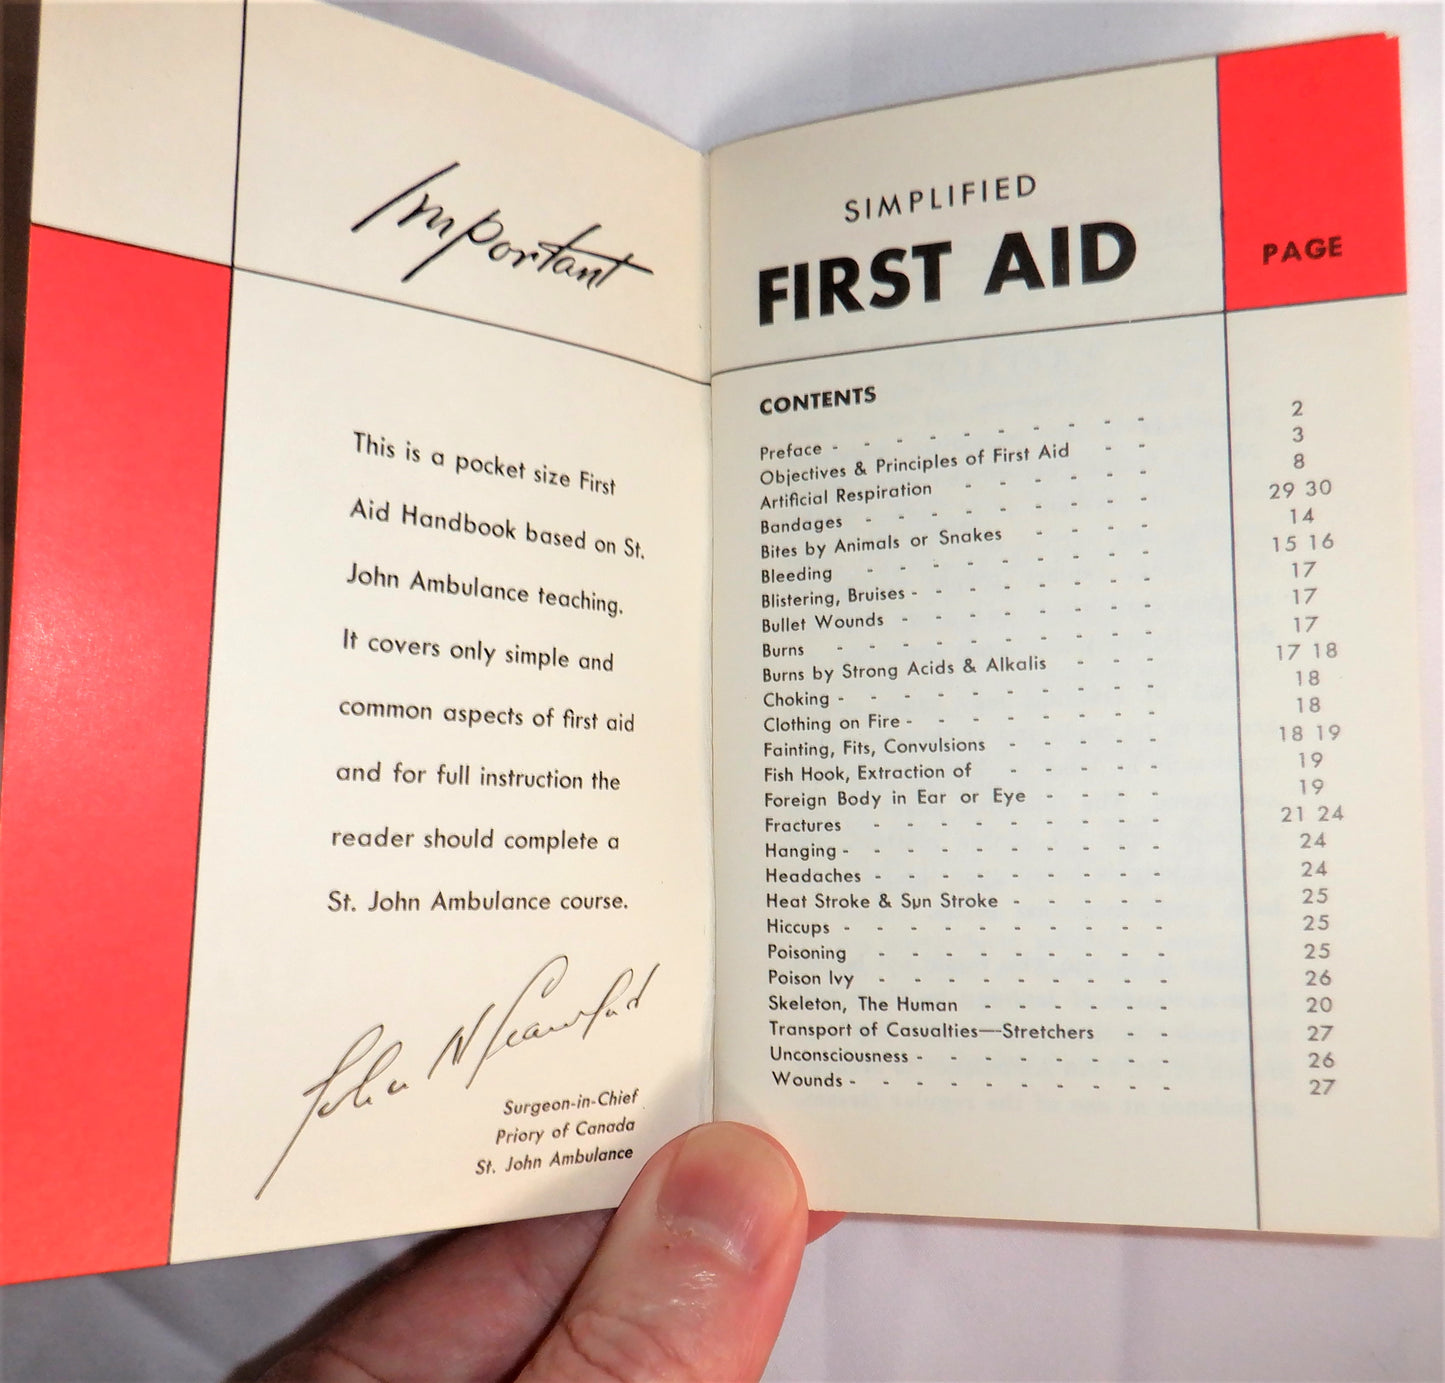 Important
This is a pocket size First
Aid Handbook based on St.
John Ambulance teaching.
It covers only simple and
common aspects of first aid
and for full instruction the
reader should complete a
St. John Ambulance course.
John N Crawford
Surgeon-in-Chief
Priory of Canada
St. John Ambulance
SIMPLIFIED
FIRST AID
PAGE
CONTENTS
Preface - - - - - - - - - - 2
Objectives & Principles of First Aid - - 3
Artificial Respiration - - - - - - 8
Bandages - - - - - - - - - 29 30
Bites by Animals or Snakes - - - - 14
Bleeding - - - - - - - - - 15 16
Blistering, Bruises - - - - - - - - 17
Bullet Wounds - - - - - - - - 17
Burns - - - - - - - - - - 17
Burns by Strong Acids & Alkalis - - - 17 18
Choking - - - - - - - - - - 18
Clothing on Fire - - - - - - - - 18
Fainting, Fits, Convulsions - - - - - 18 19
Fish Hook, Extraction of - - - - - 19
Foreign Body in Ear or Eye - - - - 19
Fractures - - - - - - - - - 21 24
Hanging - - - - - - - - - - 24
Headaches - - - - - - - - - 24
Heat Stroke & Sun Stroke - - - - - 25
Hiccups - - - - - - - - - - 25
Poisoning - - - - - - - - - 25
Poison Ivy - - - - - - - - - 26
Skeleton, The Human - - - - - - 20
Transport of Casualties—Stretchers - - 27
Unconsciousness - - - - - - - - 26
Wounds - - - - - - - - - - 27